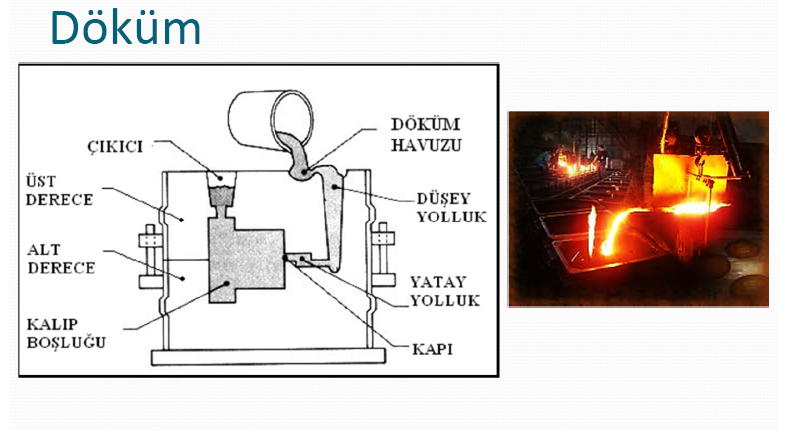 Döküm
ÇIKICI
DÖKÜM
HAVUZU
ÜST
DERECE
DÜŞEY
YOLLUK
ALT
DERECE
YATAY
YOLLUK
KALIP
BOŞLUĞU
KAPI